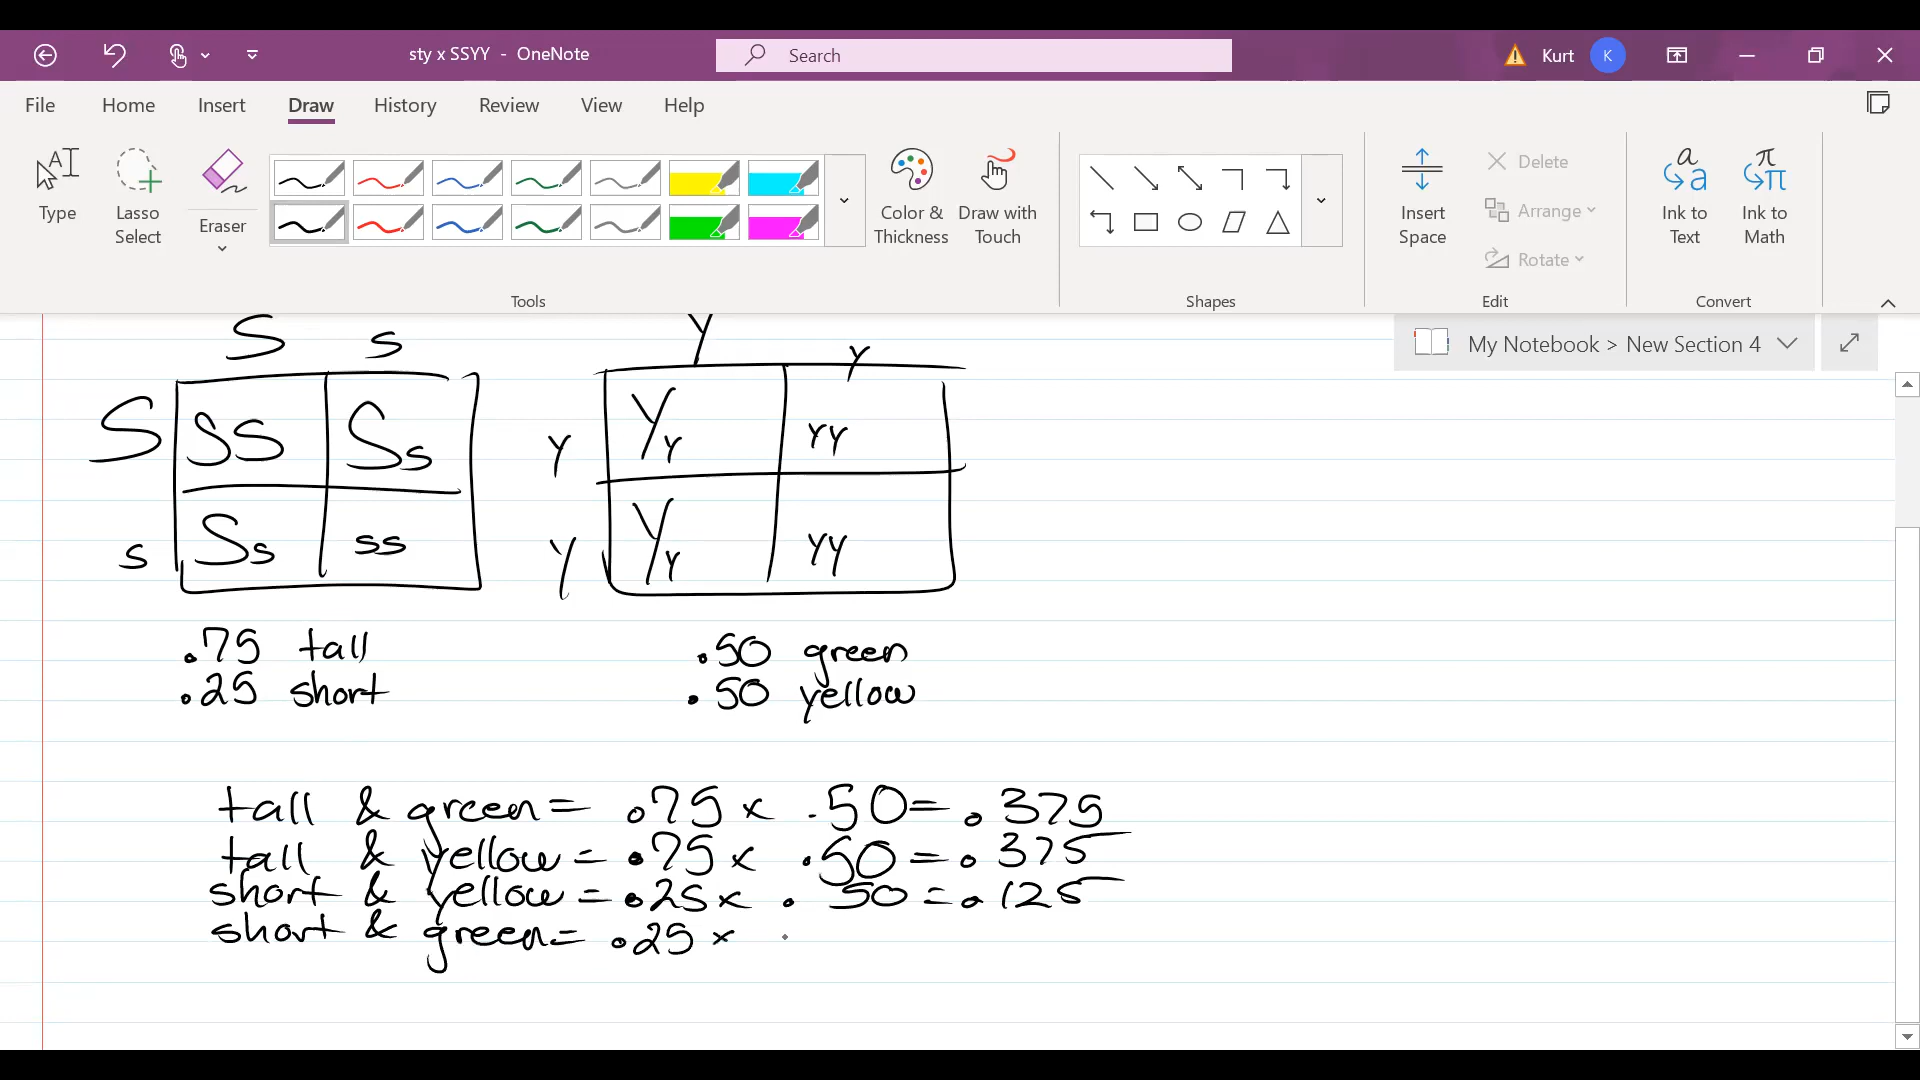 sty x SSYY - OneNote
Search
Kurt
K
File Home Insert Draw History Review View Help
Type
Lasso Select
Eraser
Color & Thickness
Draw with Touch
Insert Space
Delete
Arrange
Rotate
a a
Ink to Text
π π
Ink to Math
Tools
Shapes
Edit
Convert
My Notebook > New Section 4
S s
Y y
S SS Ss
s Ss ss
y Yy yy
y Yy yy
.75 tall
.25 short
.50 green
.50 yellow
tall & green = .75 x .50 = .375
tall & yellow = .75 x .50 = .375
short & yellow = .25 x .50 = .125
short & green = .25 x